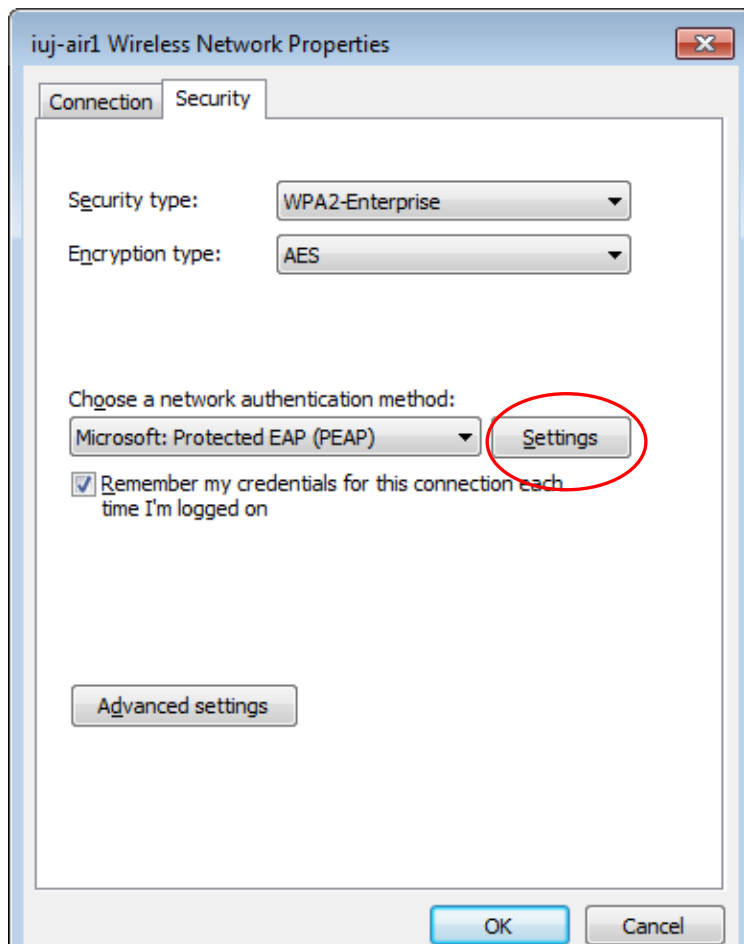 iuj-air1 Wireless Network Properties
Connection
Security
Security type:
WPA2-Enterprise
Encryption type:
AES
Choose a network authentication method:
Microsoft: Protected EAP (PEAP)
Settings
Remember my credentials for this connection each
time I'm logged on
Advanced settings
OK
Cancel